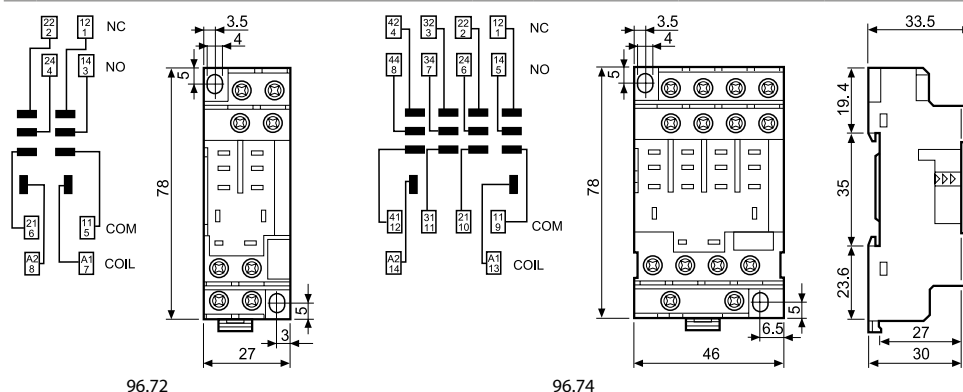 22 12 NC
2 1
24 14 NO
4 3
21 11 COM
6 5
A2 A1 COIL
8 7
3.5
4
5
78
5
3
27
96.72
42 32 22 12 NC
4 3 2 1
44 34 24 14 NO
8 7 6 5
41 31 21 11 COM
12 11 10 9
A2 A1 COIL
14 13
3.5
4
5
78
5
6.5
46
96.74
33.5
19.4
35
23.6
27
30